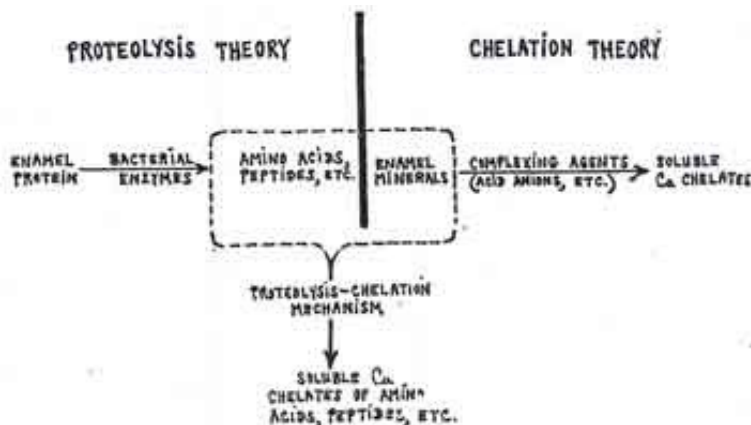 PROTEOLYSIS THEORY
CHELATION THEORY
ENAMEL
PROTEIN
BACTERIAL
ENZYMES
AMINO ACIDS,
PEPTIDES, ETC.
ENAMEL
MINERALS
COMPLEXING AGENTS
(ACID ANIONS, ETC.)
SOLUBLE
Ca CHELATES
PROTEOLYSIS-CHELATION
MECHANISM
SOLUBLE Ca
CHELATES OF AMINO
ACIDS, PEPTIDES, ETC.